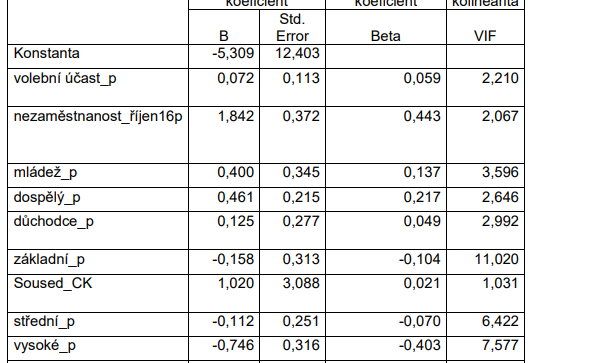 koeficient koeficient kolinearita
Std.
B Error Beta VIF
Konstanta -5,309 12,403
volební účast_p 0,072 0,113 0,059 2,210
nezaměstnanost_říjen16p 1,842 0,372 0,443 2,067
mládež_p 0,400 0,345 0,137 3,596
dospělý_p 0,461 0,215 0,217 2,646
důchodce_p 0,125 0,277 0,049 2,992
základní_p -0,158 0,313 -0,104 11,020
Soused_CK 1,020 3,088 0,021 1,031
střední_p -0,112 0,251 -0,070 6,422
vysoké_p -0,746 0,316 -0,403 7,577